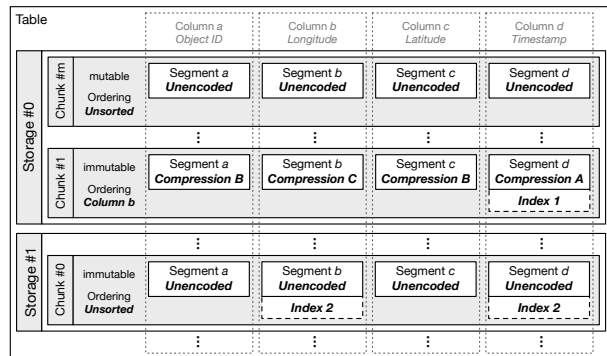 Table
Column a
Object ID
Column b
Longitude
Column c
Latitude
Column d
Timestamp
Storage #0
Chunk #m
mutable
Ordering
Unsorted
Segment a
Unencoded
Segment b
Unencoded
Segment c
Unencoded
Segment d
Unencoded
Chunk #1
immutable
Ordering
Column b
Segment a
Compression B
Segment b
Compression C
Segment c
Compression B
Segment d
Compression A
Index 1
Storage #1
Chunk #0
immutable
Ordering
Unsorted
Segment a
Unencoded
Segment b
Unencoded
Index 2
Segment c
Unencoded
Segment d
Unencoded
Index 2